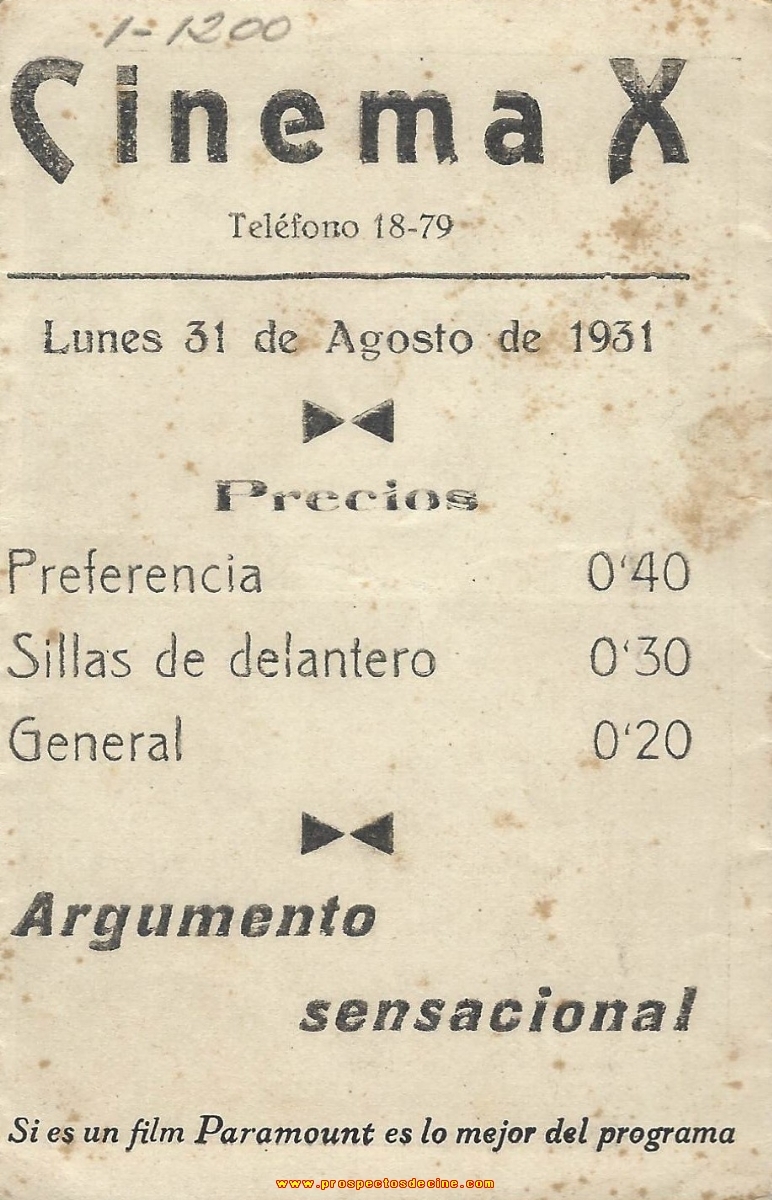 1-1200
Cinema X
Teléfono 18-79
Lunes 31 de Agosto de 1931
Precios
Preferencia 0'40
Sillas de delantero 0'30
General 0'20
Argumento
sensacional
Si es un film Paramount es lo mejor del programa
www.prospectosdecine.com